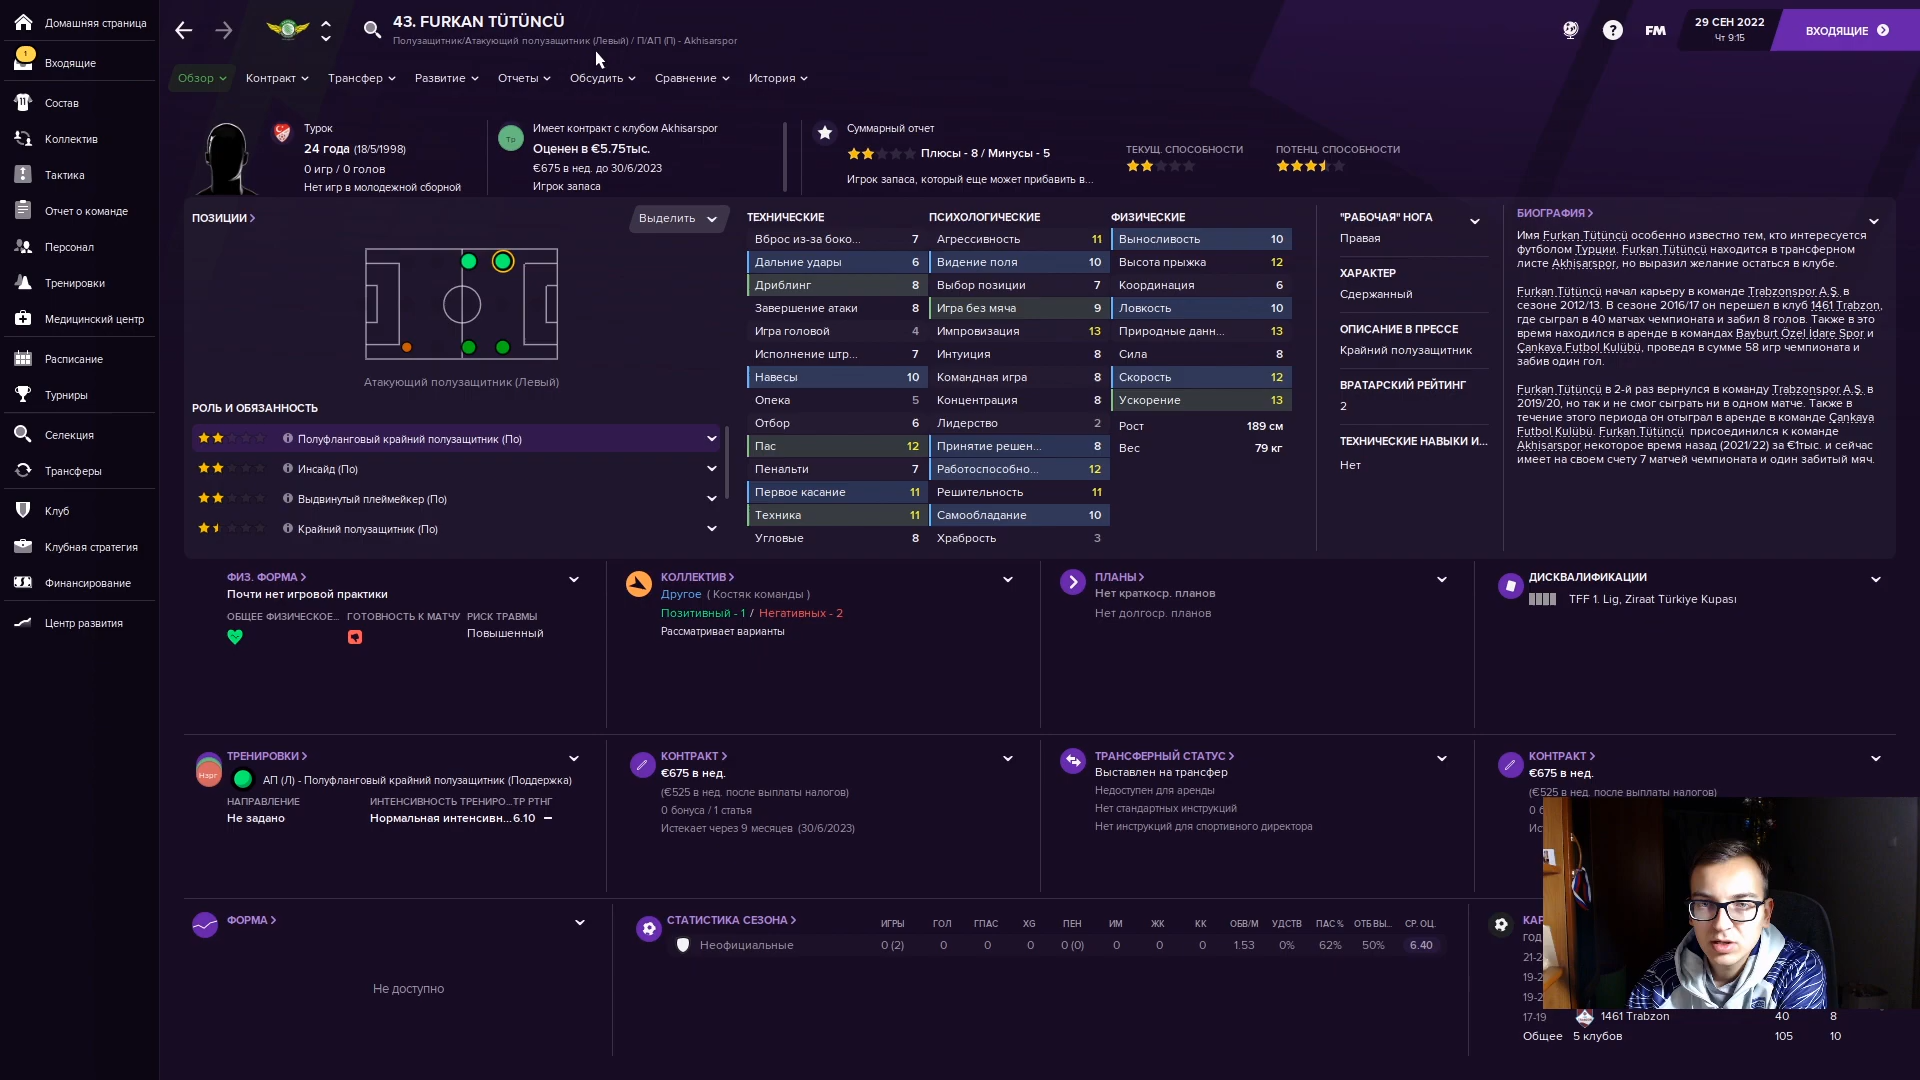 Домашняя страница
1
Входящие
Состав
Коллектив
Тактика
Отчет о команде
Персонал
Тренировки
Медицинский центр
Расписание
Турниры
Селекция
Трансферы
Клуб
Клубная стратегия
Финансирование
Центр развития
43. FURKAN TÜTÜNCÜ
Полузащитник/Атакующий полузащитник (Левый) / П/АП (П) - Akhisarspor
FM
29 СЕН 2022
Чт 9:15
ВХОДЯЩИЕ
Обзор Контракт Трансфер Развитие Отчеты Обсудить Сравнение История
Турок
24 года (18/5/1998)
0 игр / 0 голов
Нет игр в молодежной сборной
Тр
Имеет контракт с клубом Akhisarspor
Оценен в €5.75тыс.
€675 в нед. до 30/6/2023
Игрок запаса
Суммарный отчет
Плюсы - 8 / Минусы - 5
Игрок запаса, который еще может прибавить в...
ТЕКУЩ. СПОСОБНОСТИ
ПОТЕНЦ. СПОСОБНОСТИ
ПОЗИЦИИ
Выделить
Атакующий полузащитник (Левый)
РОЛЬ И ОБЯЗАННОСТЬ
Полуфланговый крайний полузащитник (По)
Инсайд (По)
Выдвинутый плеймейкер (По)
Крайний полузащитник (По)
ТЕХНИЧЕСКИЕ
Вброс из-за боко... 7
Дальние удары 6
Дриблинг 8
Завершение атаки 8
Игра головой 4
Исполнение штр... 7
Навесы 10
Опека 5
Отбор 6
Пас 12
Пенальти 7
Первое касание 11
Техника 11
Угловые 8
ПСИХОЛОГИЧЕСКИЕ
Агрессивность 11
Видение поля 10
Выбор позиции 7
Игра без мяча 9
Импровизация 13
Интуиция 8
Командная игра 8
Концентрация 8
Лидерство 2
Принятие решен... 8
Работоспособно... 12
Решительность 11
Самообладание 10
Храбрость 3
ФИЗИЧЕСКИЕ
Выносливость 10
Высота прыжка 12
Координация 6
Ловкость 10
Природные данн... 13
Сила 8
Скорость 12
Ускорение 13
Рост 189 см
Вес 79 кг
"РАБОЧАЯ" НОГА
Правая
ХАРАКТЕР
Сдержанный
ОПИСАНИЕ В ПРЕССЕ
Крайний полузащитник
ВРАТАРСКИЙ РЕЙТИНГ
2
ТЕХНИЧЕСКИЕ НАВЫКИ И...
Нет
БИОГРАФИЯ
Имя Furkan Tütüncü особенно известно тем, кто интересуется
футболом Турции. Furkan Tütüncü находится в трансферном
листе Akhisarspor, но выразил желание остаться в клубе.
Furkan Tütüncü начал карьеру в команде Trabzonspor A.Ş. в
сезоне 2012/13. В сезоне 2016/17 он перешел в клуб 1461 Trabzon,
где сыграл в 40 матчах чемпионата и забил 8 голов. Также в это
время находился в аренде в командах Bayburt Özel İdare Spor и
Çankaya Futbol Kulübü, проведя в сумме 58 игр чемпионата и
забив один гол.
Furkan Tütüncü в 2-й раз вернулся в команду Trabzonspor A.Ş. в
2019/20, но так и не смог сыграть ни в одном матче. Также в
течение этого периода он отыграл в аренде в команде Çankaya
Futbol Kulübü. Furkan Tütüncü присоединился к команде
Akhisarspor некоторое время назад (2021/22) за €1тыс. и сейчас
имеет на своем счету 7 матчей чемпионата и один забитый мяч.
ФИЗ. ФОРМА
Почти нет игровой практики
ОБЩЕЕ ФИЗИЧЕСКОЕ... ГОТОВНОСТЬ К МАТЧУ РИСК ТРАВМЫ
Повышенный
КОЛЛЕКТИВ
Другое ( Костяк команды )
Позитивный - 1 / Негативных - 2
Рассматривает варианты
ПЛАНЫ
Нет краткоср. планов
Нет долгоср. планов
ДИСКВАЛИФИКАЦИИ
TFF 1. Lig, Ziraat Türkiye Kupası
ТРЕНИРОВКИ
АП (Л) - Полуфланговый крайний полузащитник (Поддержка)
НАПРАВЛЕНИЕ ИНТЕНСИВНОСТЬ ТРЕНИРО... ТР РТНГ
Не задано Нормальная интенсивн... 6.10
КОНТРАКТ
€675 в нед.
(€525 в нед. после выплаты налогов)
0 бонуса / 1 статья
Истекает через 9 месяцев (30/6/2023)
ТРАНСФЕРНЫЙ СТАТУС
Выставлен на трансфер
Недоступен для аренды
Нет стандартных инструкций
Нет инструкций для спортивного директора
КОНТРАКТ
€675 в нед.
(€525 в нед. после выплаты налогов)
ФОРМА
Не доступно
СТАТИСТИКА СЕЗОНА ИГРЫ ГОЛ ГПАС XG ПЕН ИМ ЖК КК ОБВ/М УДСТВ ПАС % ОТБ ВЫ... СР. ОЦ.
Неофициальные 0 (2) 0 0 0 0 (0) 0 0 0 1.53 0% 62% 50% 6.40
ГОД
21-2
19-2
19-2
17-19 1461 Trabzon 40 8
Общее 5 клубов 105 10